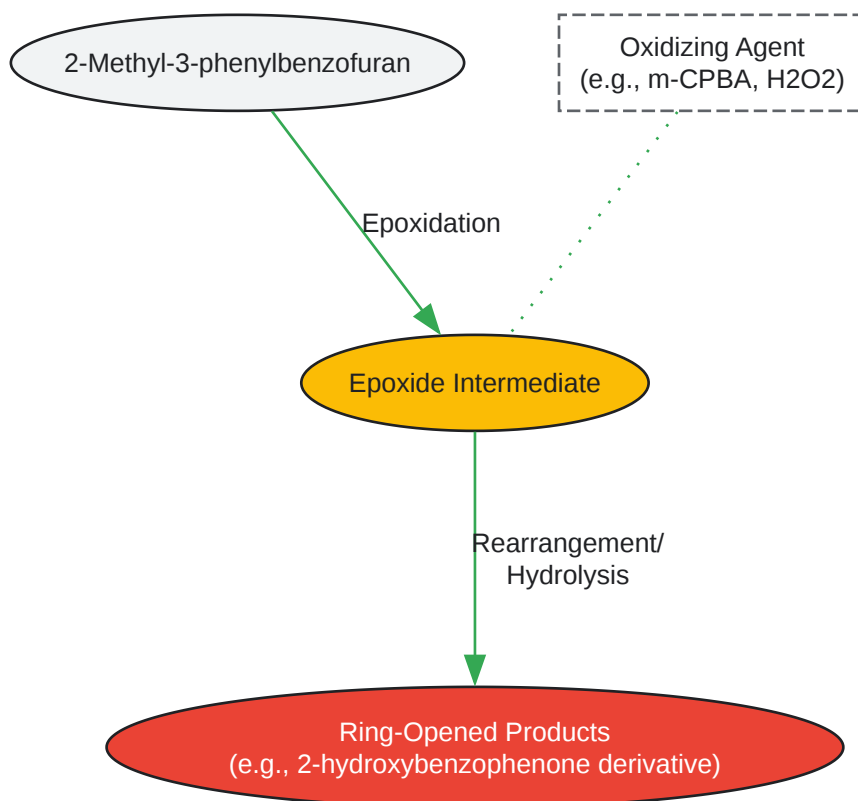 2-Methyl-3-phenylbenzofuran
Oxidizing Agent
(e.g., m-CPBA, H2O2)
Epoxidation
Epoxide Intermediate
Rearrangement/
Hydrolysis
Ring-Opened Products
(e.g., 2-hydroxybenzophenone derivative)